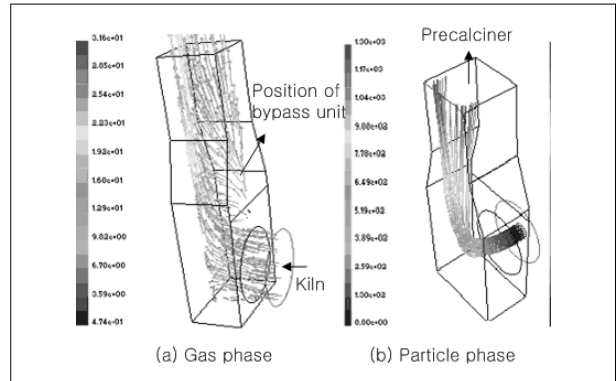 3.16e+01
2.85e+01
2.54e+01
2.23e+01
1.92e+01
1.60e+01
1.29e+01
9.82e+00
6.70e+00
3.59e+00
4.74e-01
Position of
bypass unit
Kiln
(a) Gas phase
1.30e+03
1.17e+03
1.04e+03
9.08e+02
7.78e+02
6.49e+02
5.19e+02
3.89e+02
2.59e+02
1.30e+02
0.00e+00
Precalciner
(b) Particle phase